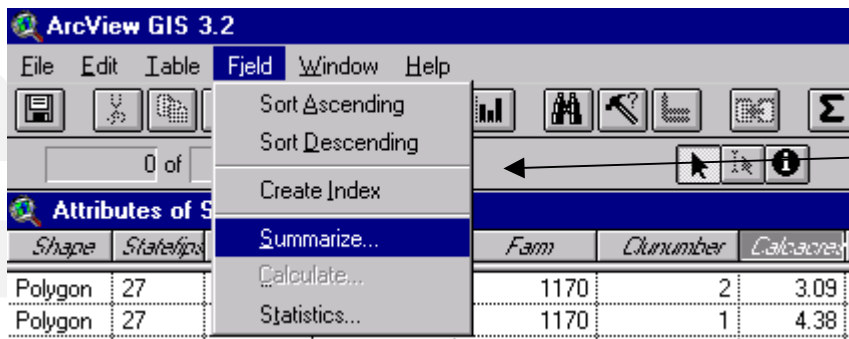 ArcView GIS 3.2
File Edit Table Field Window Help
Sort Ascending
Sort Descending
0 of
Create Index
Attributes of S
Summarize...
Shape Statefips Farm Clunumber Calcacres
Calculate...
Polygon 27 1170 2 3.09
Statistics...
Polygon 27 1170 1 4.38